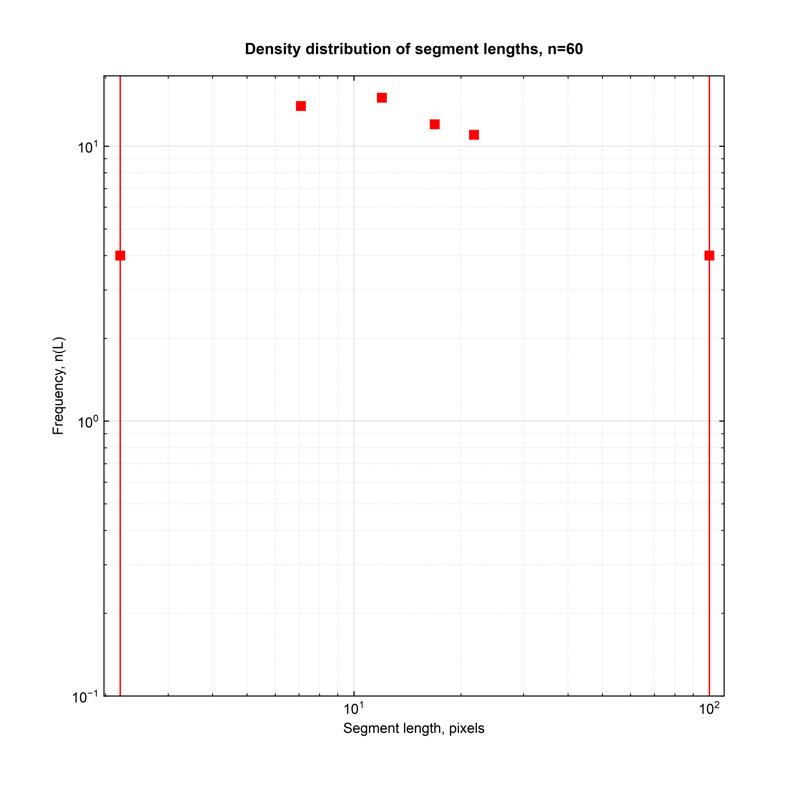 Density distribution of segment lengths, n=60
Frequency, n(L)
10¹
10⁰
10⁻¹
10¹
10²
Segment length, pixels